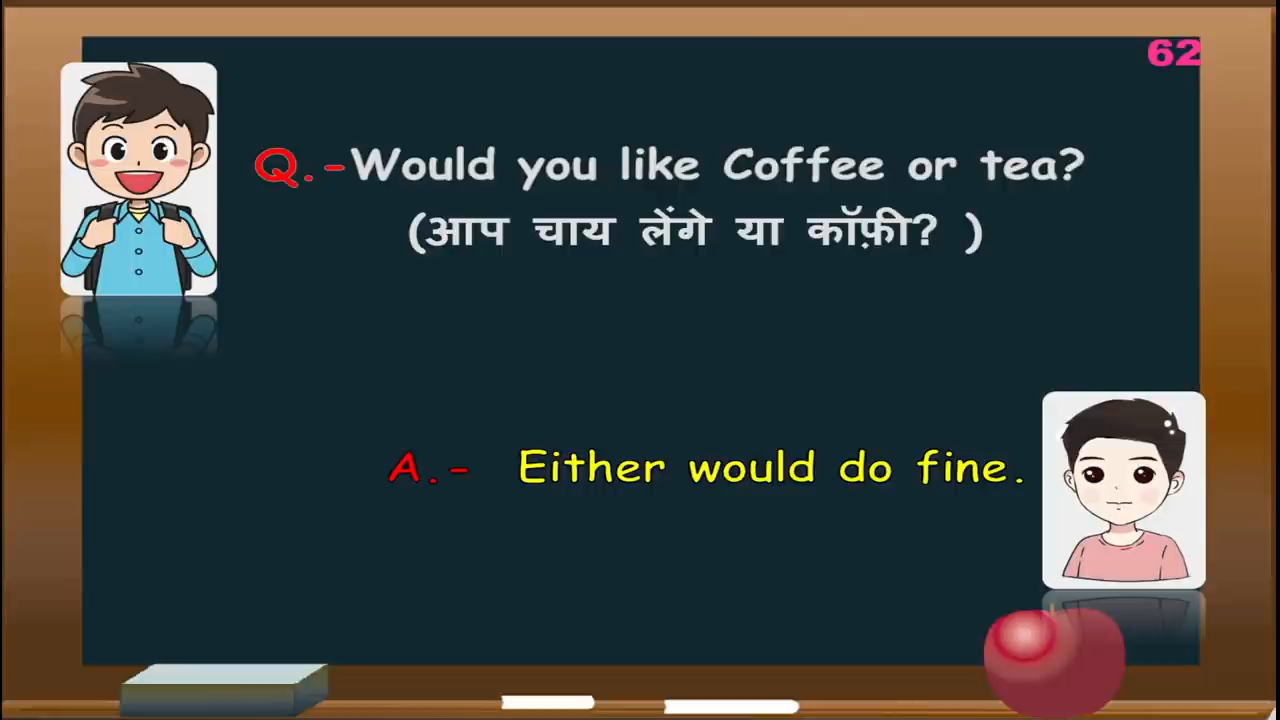 62
Q.-Would you like Coffee or tea?
(आप चाय लेंगे या कॉफ़ी? )
A.- Either would do fine.